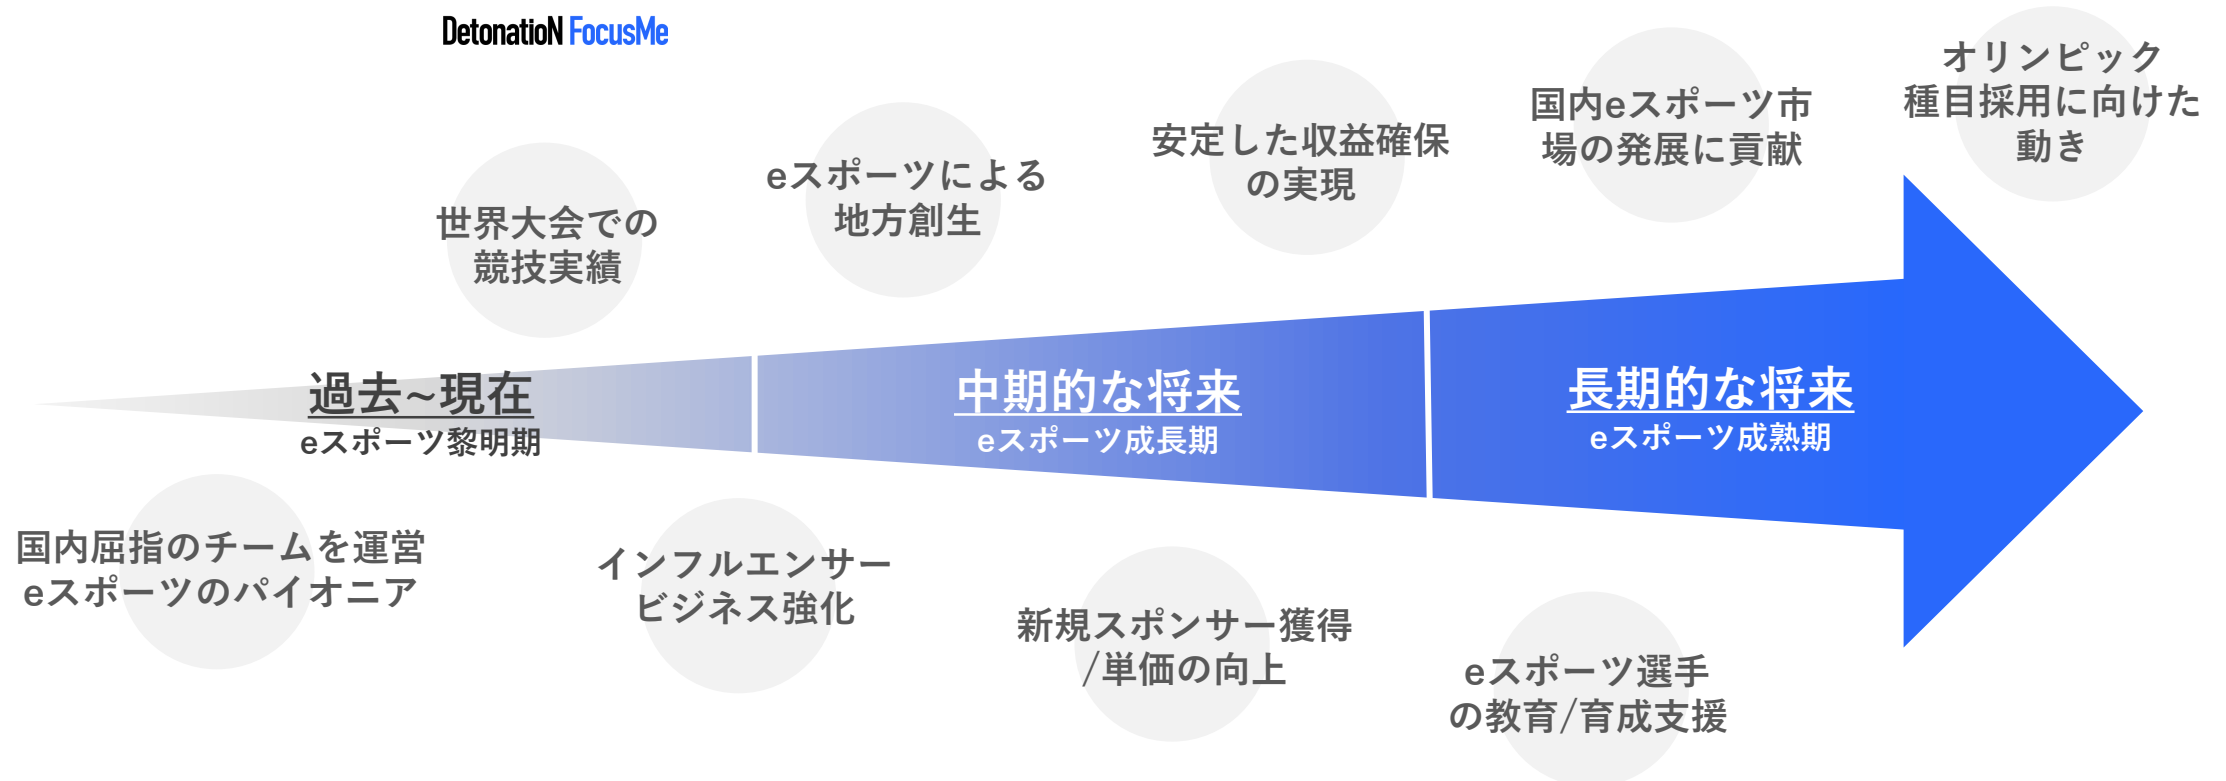 DetonatioN FocusMe
国内屈指のチームを運営
eスポーツのパイオニア
世界大会での
競技実績
インフルエンサー
ビジネス強化
eスポーツによる
地方創生
新規スポンサー獲得
/単価の向上
安定した収益確保
の実現
eスポーツ選手
の教育/育成支援
国内eスポーツ市
場の発展に貢献
オリンピック
種目採用に向けた
動き
過去~現在
eスポーツ黎明期
中期的な将来
eスポーツ成長期
長期的な将来
eスポーツ成熟期